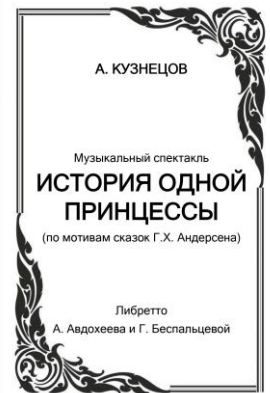 А. КУЗНЕЦОВ
Музыкальный спектакль
ИСТОРИЯ ОДНОЙ
ПРИНЦЕССЫ
(по мотивам сказок Г.Х. Андерсена)
Либретто
А. Авдохеева и Г. Беспальцевой